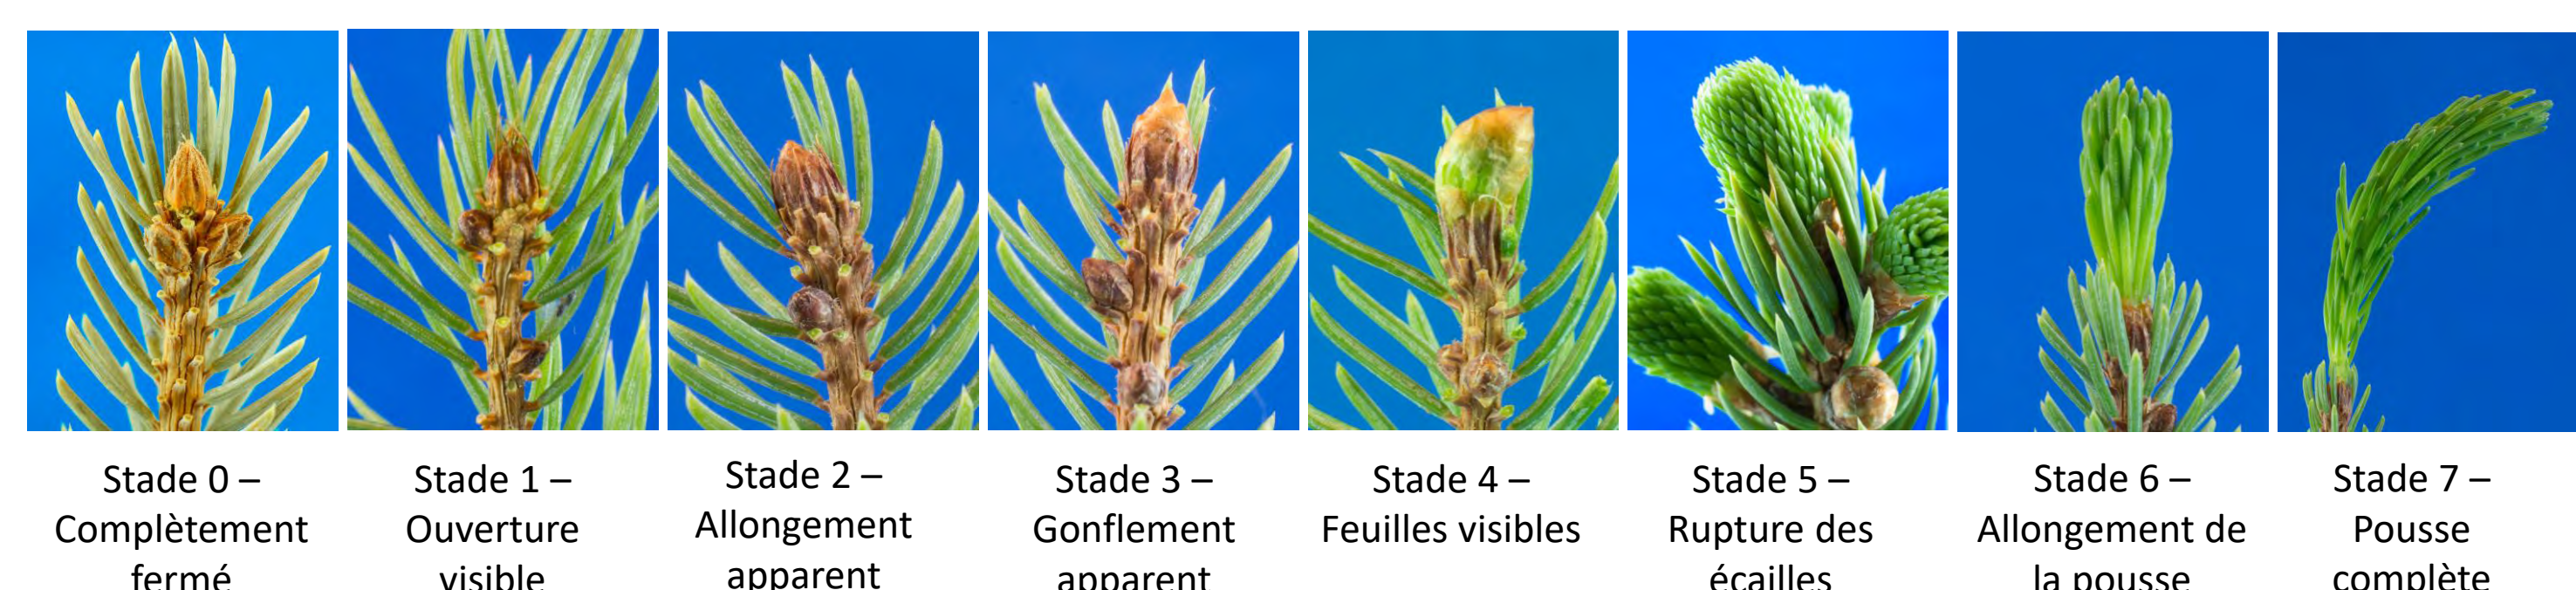 Stade 0 –
Complètement
fermé
Stade 1 –
Ouverture
visible
Stade 2 –
Allongement
apparent
Stade 3 –
Gonflement
apparent
Stade 4 –
Feuilles visibles
Stade 5 –
Rupture des
écailles
Stade 6 –
Allongement de
la pousse
Stade 7 –
Pousse
complète